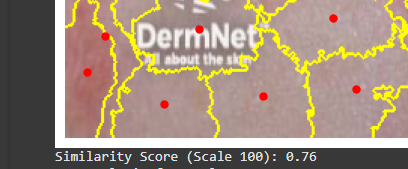 DermNet
All about the skin
Similarity Score (Scale 100): 0.76